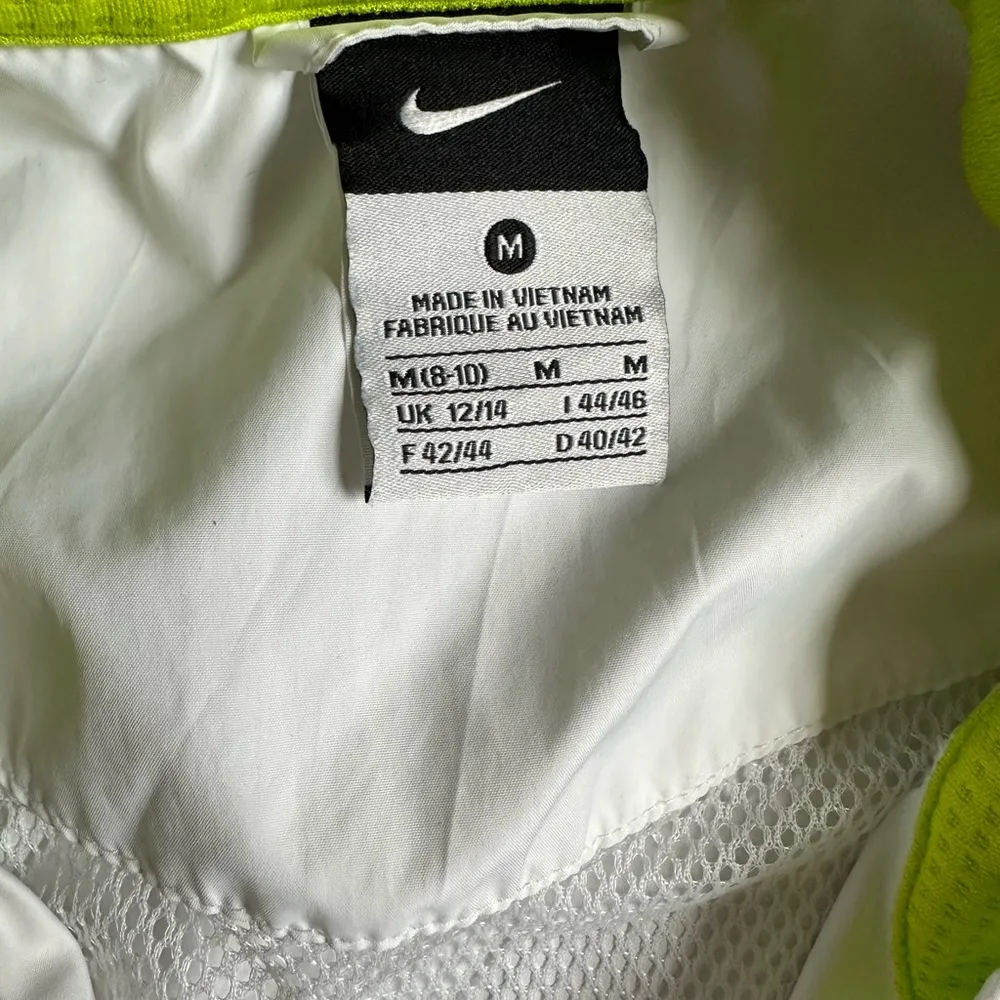 M
MADE IN VIETNAM
FABRIQUE AU VIETNAM
M(8-10) M M
UK 12/14 I 44/46
F 42/44 D 40/42